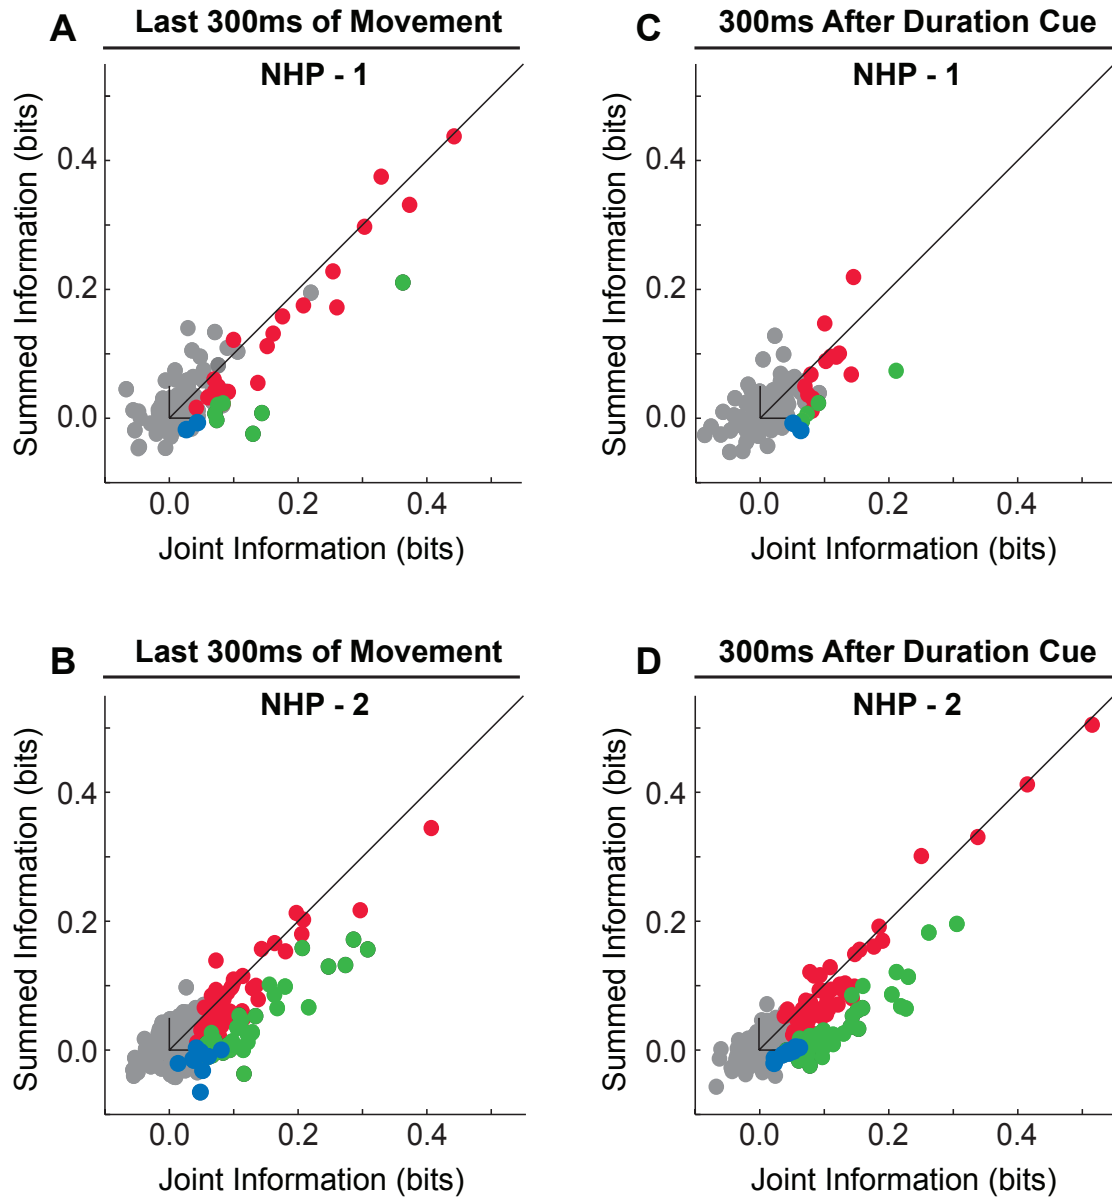 A
Last 300ms of Movement
NHP - 1
Summed Information (bits)
0.4
0.2
0.0
0.0 0.2 0.4
Joint Information (bits)
C
300ms After Duration Cue
NHP - 1
Summed Information (bits)
0.4
0.2
0.0
0.0 0.2 0.4
Joint Information (bits)
B
Last 300ms of Movement
NHP - 2
Summed Information (bits)
0.4
0.2
0.0
0.0 0.2 0.4
Joint Information (bits)
D
300ms After Duration Cue
NHP - 2
Summed Information (bits)
0.4
0.2
0.0
0.0 0.2 0.4
Joint Information (bits)